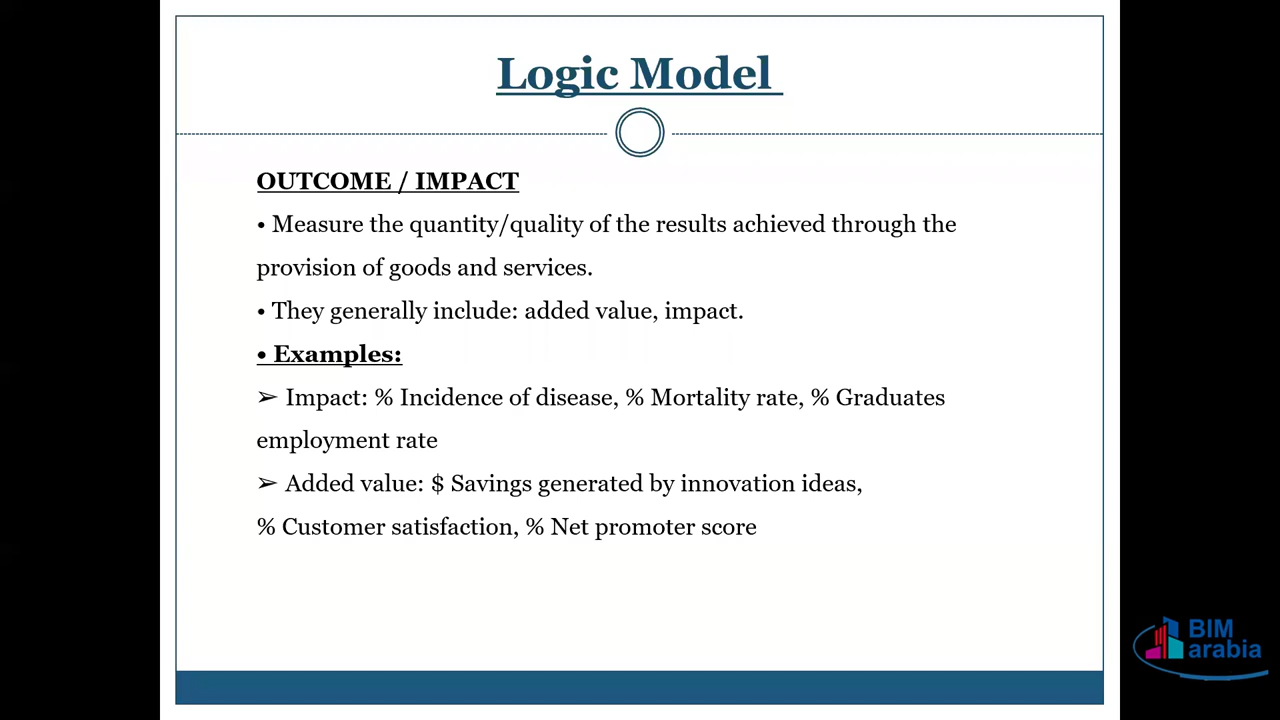 Logic Model
OUTCOME / IMPACT
• Measure the quantity/quality of the results achieved through the
provision of goods and services.
• They generally include: added value, impact.
• Examples:
➢ Impact: % Incidence of disease, % Mortality rate, % Graduates
employment rate
➢ Added value: $ Savings generated by innovation ideas,
% Customer satisfaction, % Net promoter score
BIM
arabia